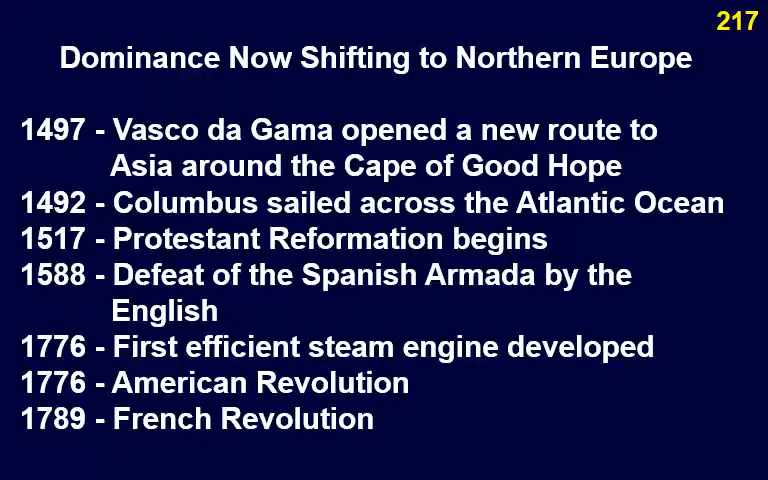 217
Dominance Now Shifting to Northern Europe
1497 - Vasco da Gama opened a new route to
Asia around the Cape of Good Hope
1492 - Columbus sailed across the Atlantic Ocean
1517 - Protestant Reformation begins
1588 - Defeat of the Spanish Armada by the
English
1776 - First efficient steam engine developed
1776 - American Revolution
1789 - French Revolution